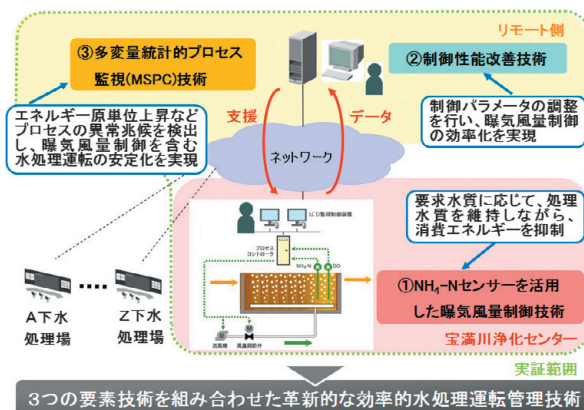 リモート側
③多変量統計的プロセス
監視(MSPC)技術
②制御性能改善技術
エネルギー原単位上昇など
プロセスの異常兆候を検出
し、曝気風量制御を含む
水処理運転の安定化を実現
制御パラメータの調整
を行い、曝気風量制御
の効率化を実現
支援
データ
ネットワーク
要求水質に応じて、処理
水質を維持しながら、
消費エネルギーを抑制
LCD監視制御装置
プロセス
コントローラ
NH₄-N
DO
①NH₄-Nセンサーを活用
した曝気風量制御技術
A下水
処理場
Z下水
処理場
B
M
送風機
風量調節弁
宝満川浄化センター
実証範囲
3つの要素技術を組み合わせた革新的な効率的水処理運転管理技術